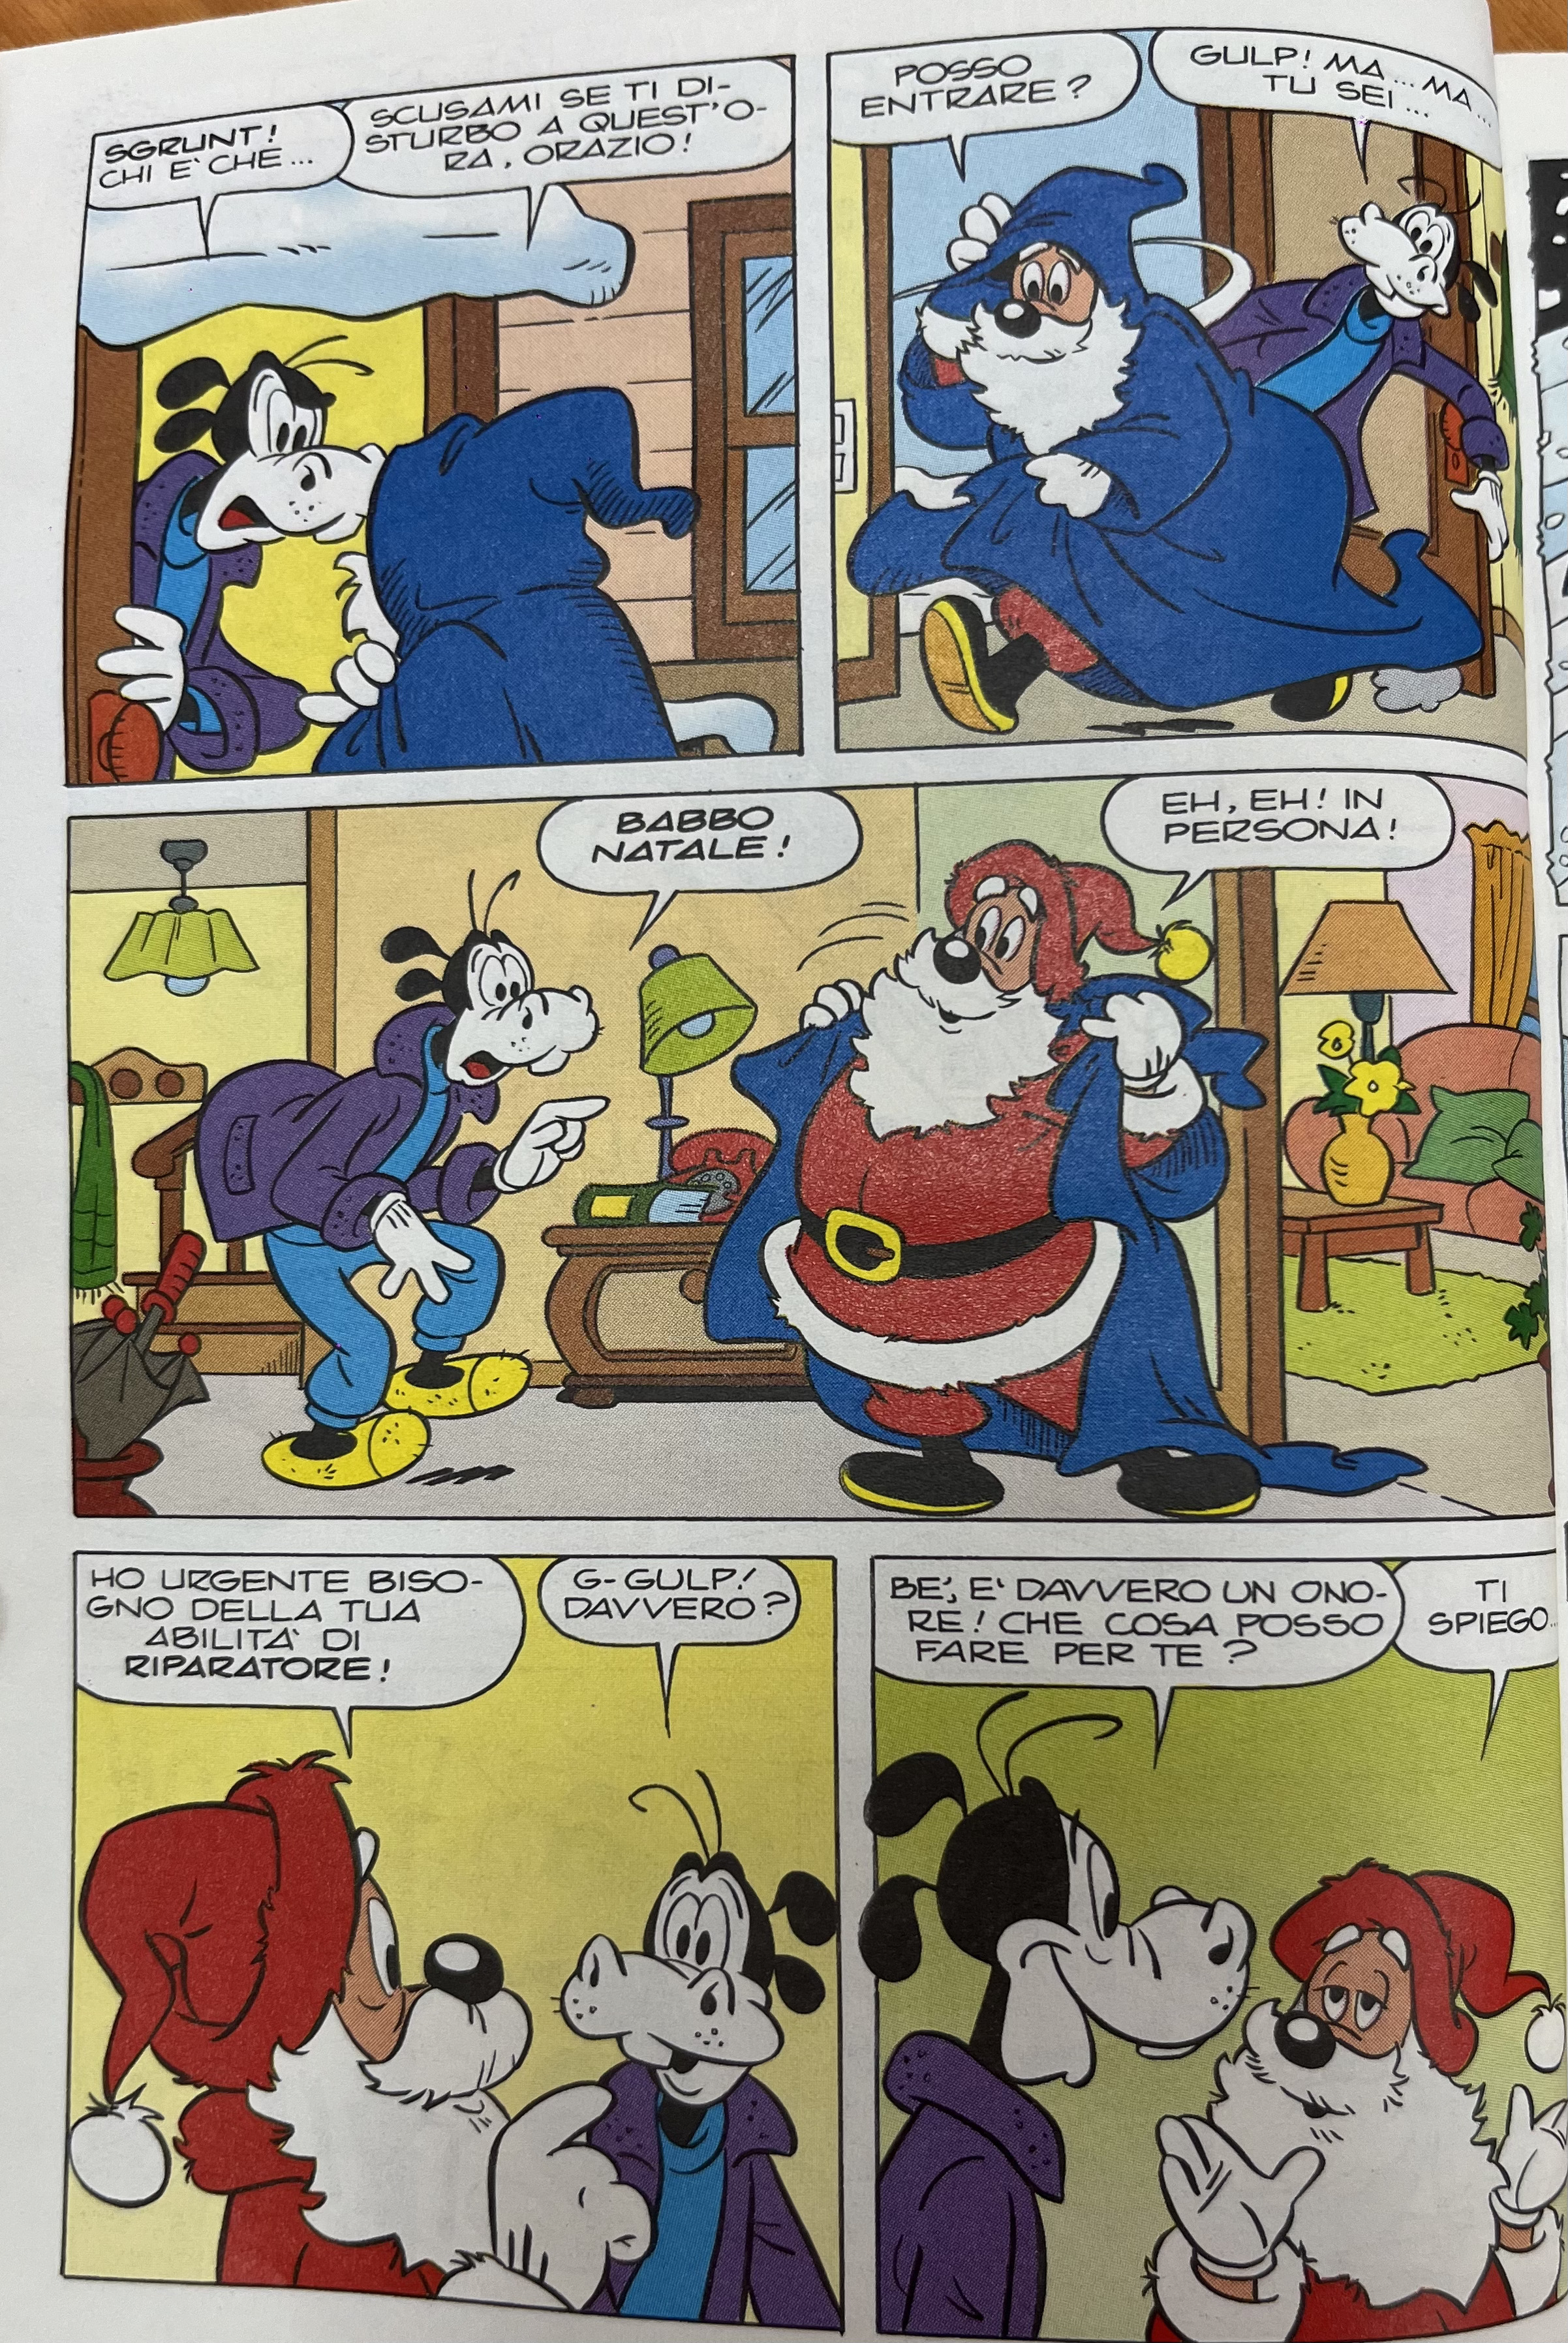 SGRUNT!
CHI E' CHE...
SCUSAMI SE TI DI-
STURBO A QUEST'O-
RA, ORAZIO!
POSSO
ENTRARE?
GULP! MA... MA...
TU SEI...
BABBO
NATALE!
EH, EH! IN
PERSONA!
HO URGENTE BISO-
GNO DELLA TUA
ABILITA' DI
RIPARATORE!
G-GULP!
DAVVERO?
BE', E' DAVVERO UN ONO-
RE! CHE COSA POSSO
FARE PER TE?
TI
SPIEGO...